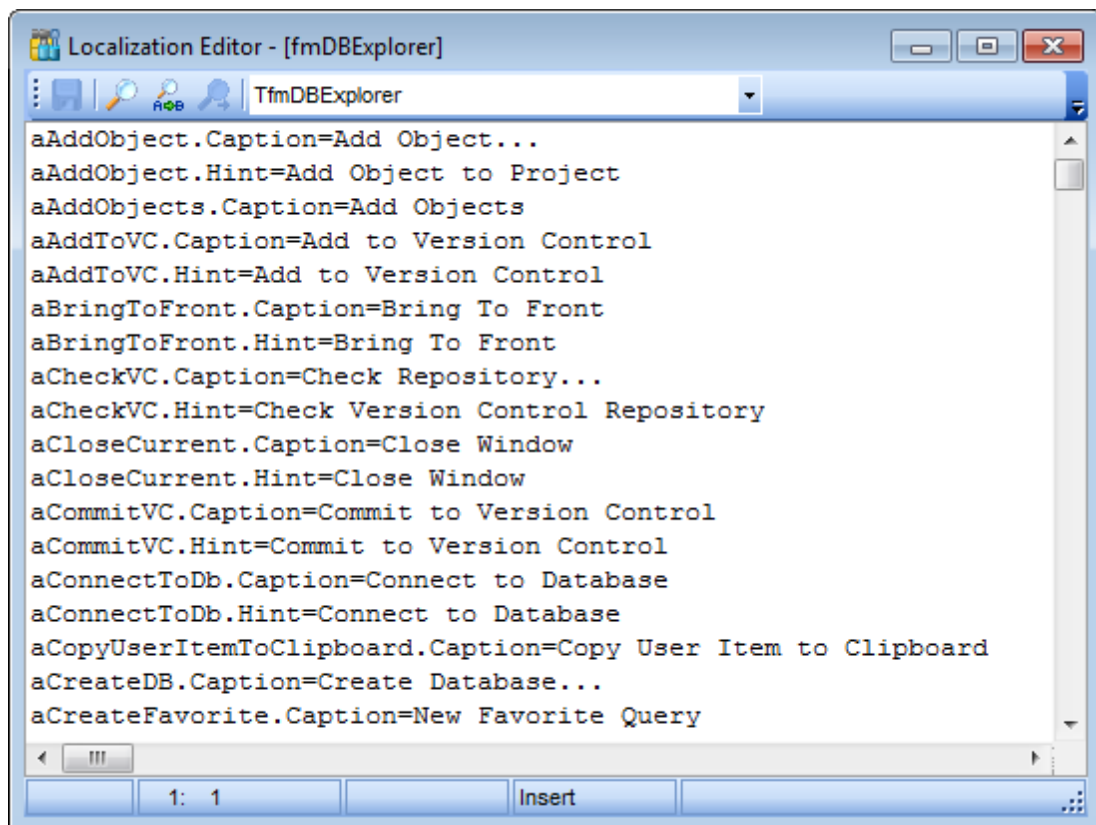 Localization Editor - [fmDBExplorer]
A B TfmDBExplorer
aAddObject.Caption=Add Object...
aAddObject.Hint=Add Object to Project
aAddObjects.Caption=Add Objects
aAddToVC.Caption=Add to Version Control
aAddToVC.Hint=Add to Version Control
aBringToFront.Caption=Bring To Front
aBringToFront.Hint=Bring To Front
aCheckVC.Caption=Check Repository...
aCheckVC.Hint=Check Version Control Repository
aCloseCurrent.Caption=Close Window
aCloseCurrent.Hint=Close Window
aCommitVC.Caption=Commit to Version Control
aCommitVC.Hint=Commit to Version Control
aConnectToDb.Caption=Connect to Database
aConnectToDb.Hint=Connect to Database
aCopyUserItemToClipboard.Caption=Copy User Item to Clipboard
aCreateDB.Caption=Create Database...
aCreateFavorite.Caption=New Favorite Query
1: 1 Insert